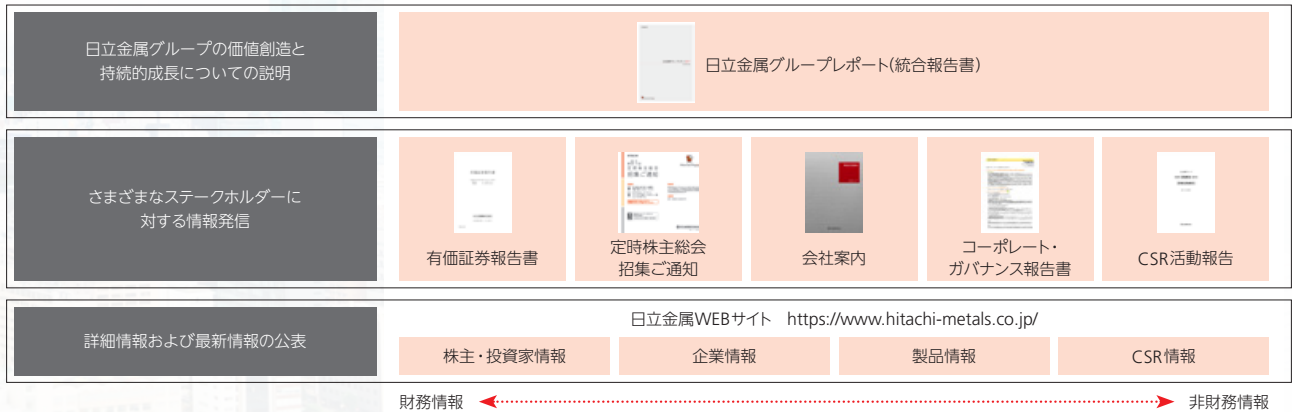 日立金属グループの価値創造と
持続的成長についての説明
日立金属グループレポート(統合報告書)
さまざまなステークホルダーに
対する情報発信
招集ご通知
有価証券報告書
定時株主総会
招集ご通知
会社案内
コーポレート・
ガバナンス報告書
CSR活動報告
詳細情報および最新情報の公表
日立金属WEBサイト https://www.hitachi-metals.co.jp/
株主・投資家情報
企業情報
製品情報
CSR情報
財務情報
非財務情報